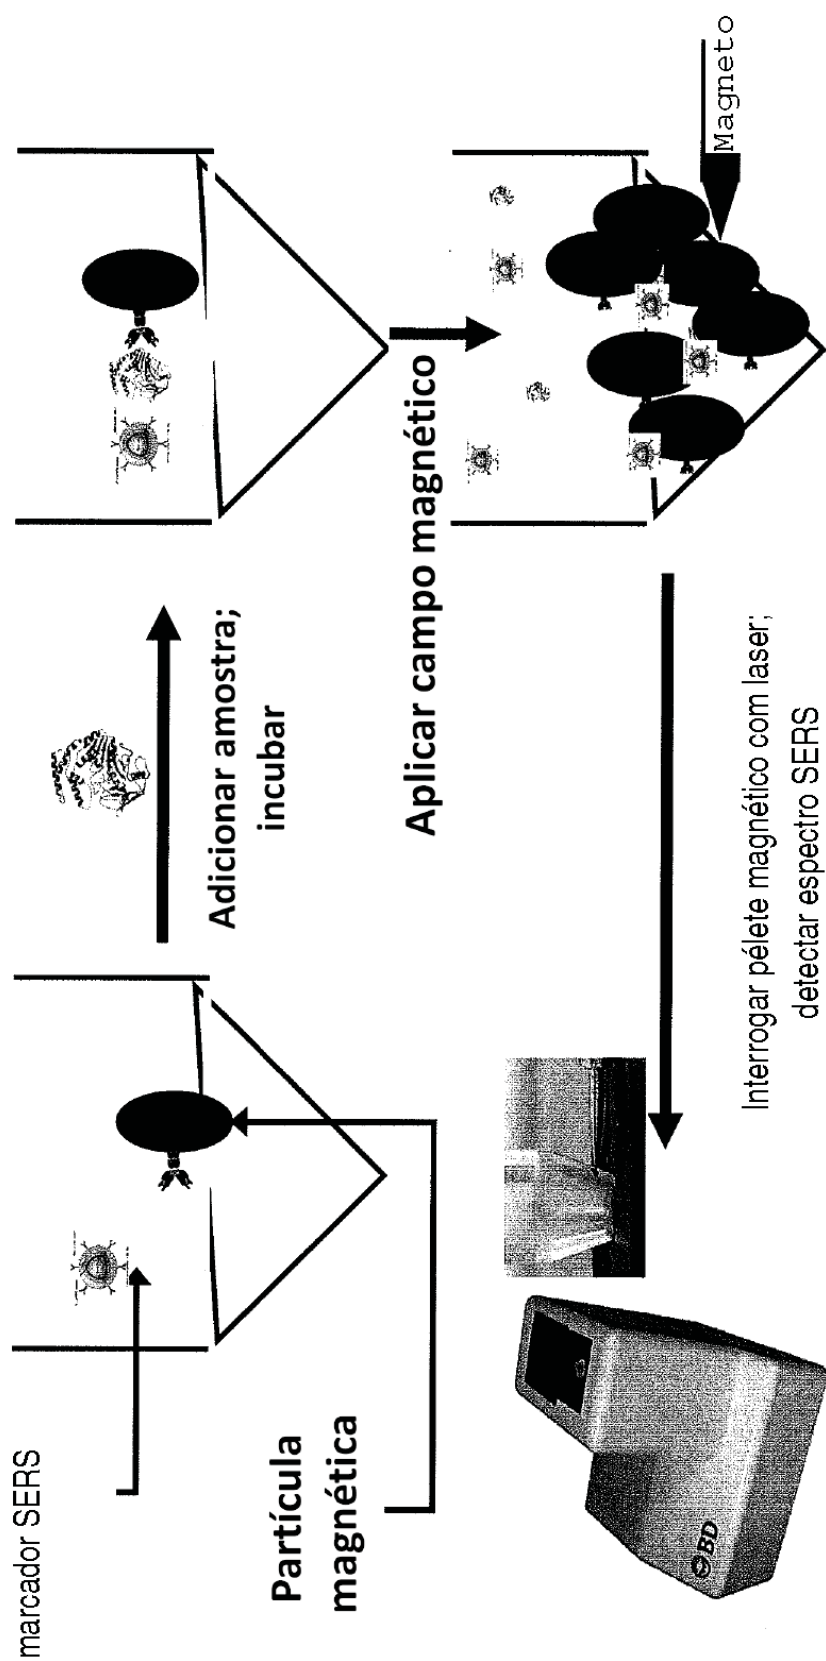 marcador SERS
Partícula
magnética
Adicionar amostra;
incubar
Aplicar campo magnético
Magneto
Interrogar pélete magnético com laser;
detectar espectro SERS
BD